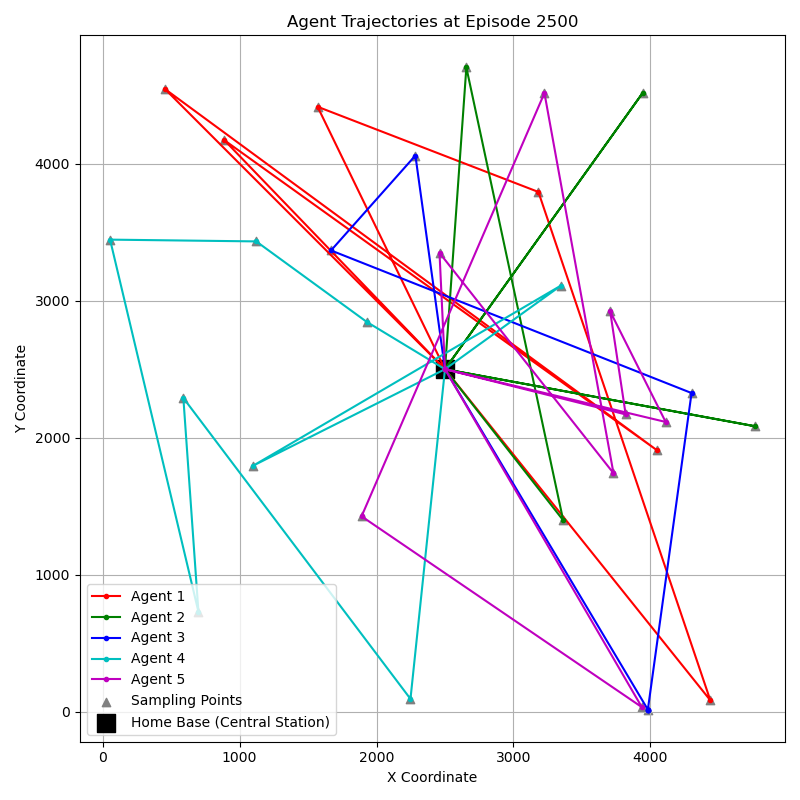 Agent Trajectories at Episode 2500
Y Coordinate
4000
3000
2000
1000
0
Agent 1
Agent 2
Agent 3
Agent 4
Agent 5
Sampling Points
Home Base (Central Station)
0 1000 2000 3000 4000
X Coordinate